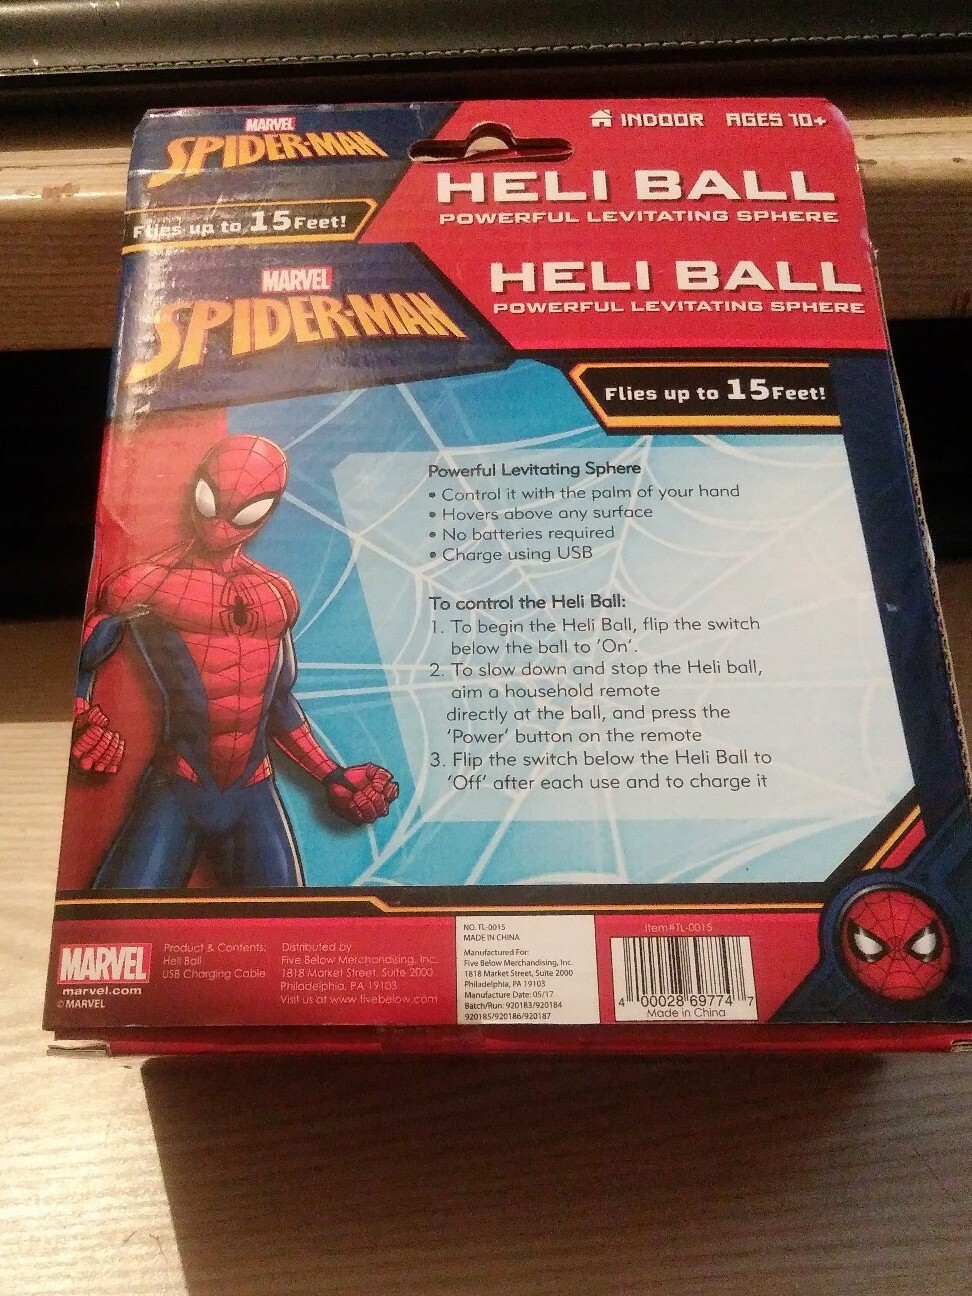 MARVEL
SPIDER-MAN
Flies up to 15 Feet!
INDOOR AGES 10+
HELI BALL
POWERFUL LEVITATING SPHERE
MARVEL
SPIDER-MAN
HELI BALL
POWERFUL LEVITATING SPHERE
Flies up to 15 Feet!
Powerful Levitating Sphere
• Control it with the palm of your hand
• Hovers above any surface
• No batteries required
• Charge using USB
To control the Heli Ball:
1. To begin the Heli Ball, flip the switch
below the ball to 'On'.
2. To slow down and stop the Heli ball,
aim a household remote
directly at the ball, and press the
'Power' button on the remote
3. Flip the switch below the Heli Ball to
'Off' after each use and to charge it
MARVEL
marvel.com
© MARVEL
Product & Contents:
Heli Ball
USB Charging Cable
Distributed by
Five Below Merchandising, Inc.
1818 Market Street, Suite 2000
Philadelphia, PA 19103
Visit us at www.fivebelow.com
NO. TL-0015
MADE IN CHINA
Manufactured For:
Five Below Merchandising, Inc.
1818 Market Street, Suite 2000
Philadelphia, PA 19103
Manufacture Date: 05/17
Batch/Run: 920183/920184
920185/920186/920187
Item#TL-0015
4 00028 69774 7
Made in China